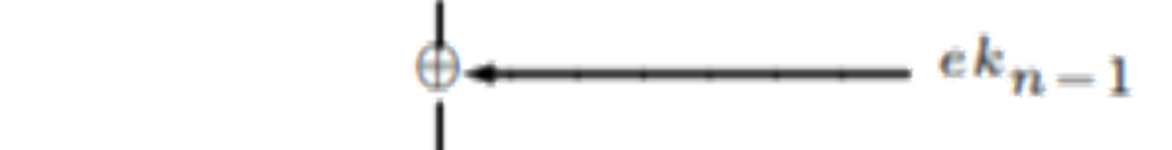 ⊕ ek_{n-1}